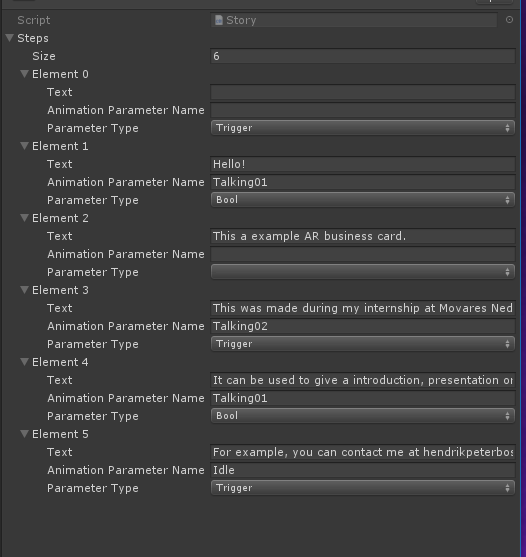 Script Story
Steps
Size 6
Element 0
Text
Animation Parameter Name
Parameter Type Trigger
Element 1
Text Hello!
Animation Parameter Name Talking01
Parameter Type Bool
Element 2
Text This a example AR business card.
Animation Parameter Name
Parameter Type
Element 3
Text This was made during my internship at Movares Ned
Animation Parameter Name Talking02
Parameter Type Trigger
Element 4
Text It can be used to give a introduction, presentation or
Animation Parameter Name Talking01
Parameter Type Bool
Element 5
Text For example, you can contact me at hendrikpeterbos
Animation Parameter Name Idle
Parameter Type Trigger